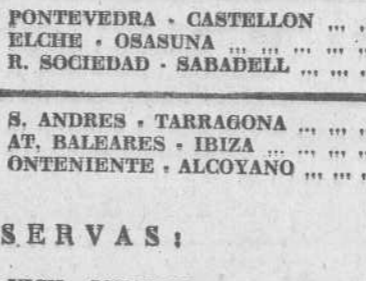 PONTEVEDRA - CASTELLON ... .
ELCHE - OSASUNA ... ... ... .
R. SOCIEDAD - SABADELL ... ... .
S. ANDRES - TARRAGONA ... ... .
AT. BALEARES - IBIZA ... ... ... .
ONTENIENTE - ALCOYANO ... ... .
SERVAS: